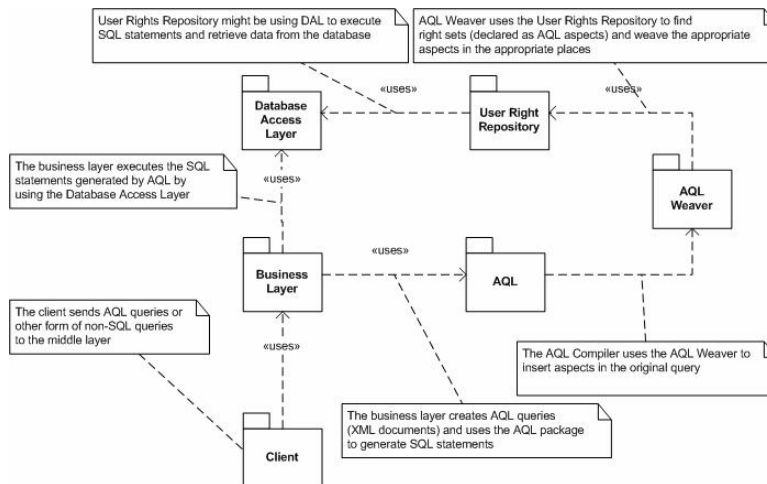 User Rights Repository might be using DAL to execute
SQL statements and retrieve data from the database
AQL Weaver uses the User Rights Repository to find
right sets (declared as AQL aspects) and weave the appropriate
aspects in the appropriate places
«uses»
«uses»
Database
Access
Layer
User Right
Repository
The business layer executes the SQL
statements generated by AQL by
using the Database Access Layer
«uses»
AQL
Weaver
«uses»
Business
Layer
AQL
The client sends AQL queries or
other form of non-SQL queries
to the middle layer
«uses»
The AQL Compiler uses the AQL Weaver to
insert aspects in the original query
The business layer creates AQL queries
(XML documents) and uses the AQL package
to generate SQL statements
Client